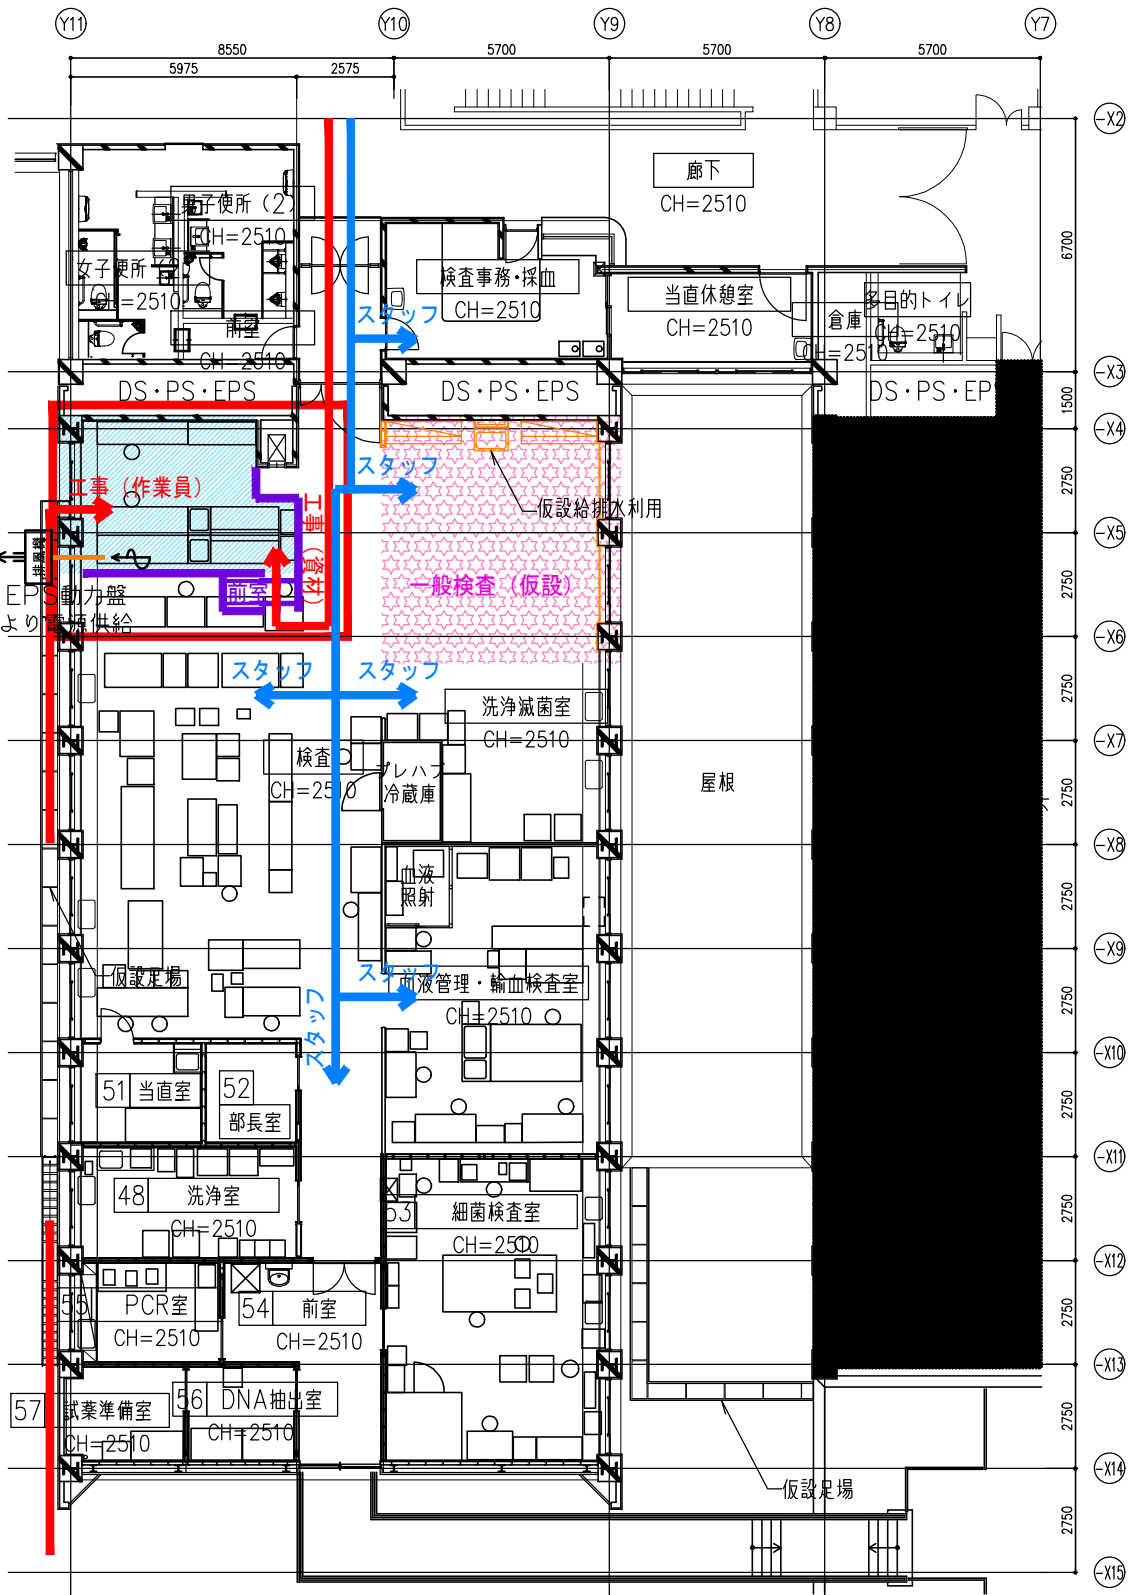 Y11
Y10
Y9
Y8
Y7
8550
5700
5700
5700
5975
2575
X2
廊下
CH=2510
男子便所（2）
CH=2510
6700
女子便所
CH=2510
検査事務・採血
CH=2510
当直休憩室
CH=2510
多目的トイレ
CH=2510
倉庫
CH=2510
前室
CH=2510
スタッフ
X3
DS・PS・EPS
DS・PS・EPS
DS・PS・EP
1500
X4
スタッフ
工事（作業員）
2750
仮設給排水利用
工事（資材）
X5
排風機
一般検査（仮設）
前室
2750
EPS動力盤
より電源供給
X6
スタッフ
スタッフ
2750
洗浄滅菌室
CH=2510
X7
検査
CH=2510
プレハブ
冷蔵庫
屋根
2750
X8
血液
照射
2750
X9
仮設足場
スタッフ
血液管理・輸血検査室
CH=2510
2750
スタッフ
X10
51
当直室
52
部長室
2750
X11
48
洗浄室
CH=2510
53
細菌検査室
CH=2510
2750
X12
55
PCR室
CH=2510
54
前室
CH=2510
2750
X13
57
試薬準備室
CH=2510
56
DNA抽出室
CH=2510
2750
X14
仮設足場
2750
X15